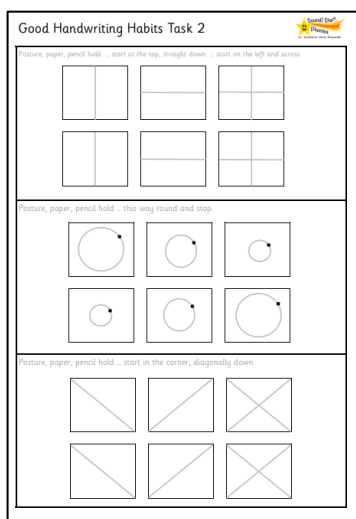 Good Handwriting Habits Task 2
Sound! Start
Phonics
Posture, paper, pencil hold ... start at the top, straight down ... start on the left and across
Posture, paper, pencil hold ... this way round and stop.
Posture, paper, pencil hold ... start in the corner, diagonally down